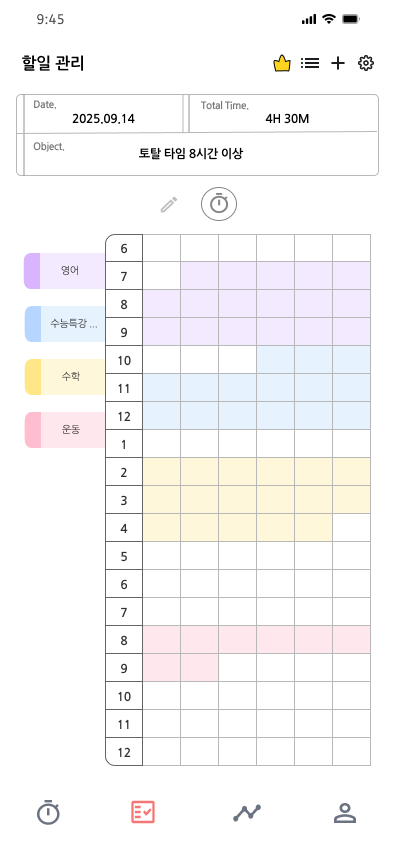 9:45
할일 관리
Date.
2025.09.14
Total Time.
4H 30M
Object.
토탈 타임 8시간 이상
영어
수능특강 ...
수학
운동
6
7
8
9
10
11
12
1
2
3
4
5
6
7
8
9
10
11
12